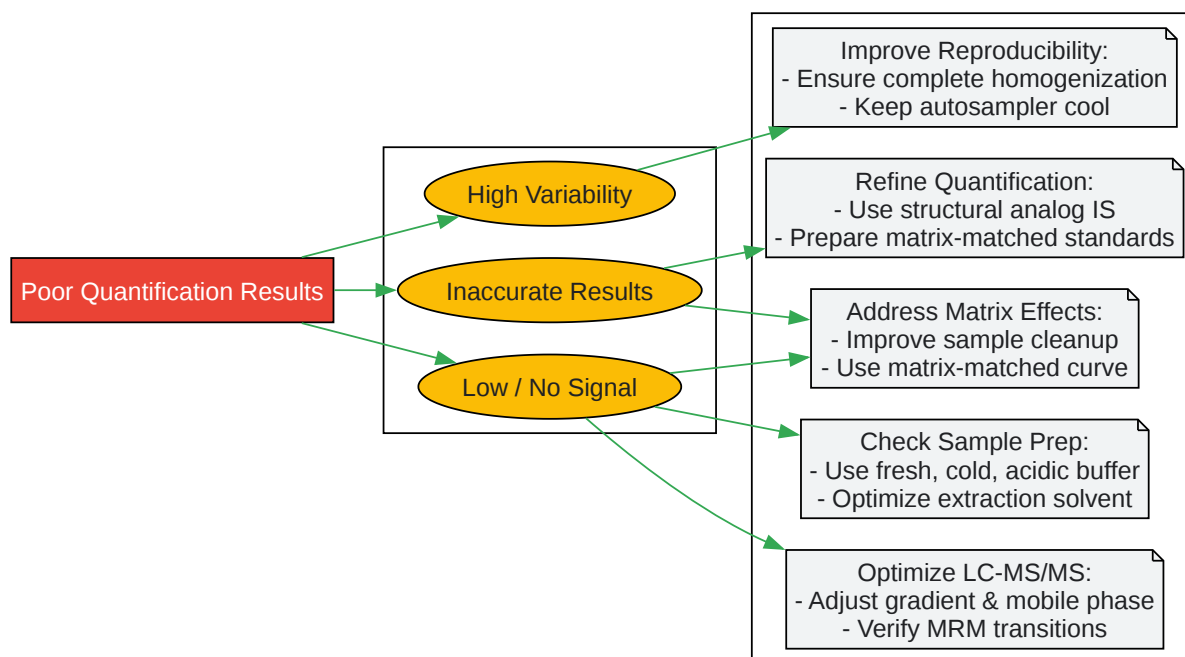 Poor Quantification Results
High Variability
Inaccurate Results
Low / No Signal
Improve Reproducibility:
- Ensure complete homogenization
- Keep autosampler cool
Refine Quantification:
- Use structural analog IS
- Prepare matrix-matched standards
Address Matrix Effects:
- Improve sample cleanup
- Use matrix-matched curve
Check Sample Prep:
- Use fresh, cold, acidic buffer
- Optimize extraction solvent
Optimize LC-MS/MS:
- Adjust gradient & mobile phase
- Verify MRM transitions